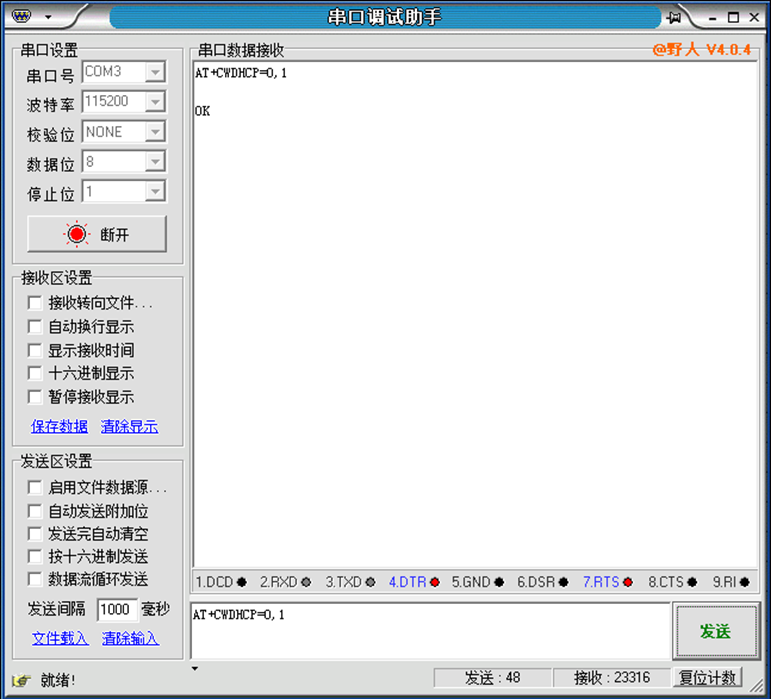 串口调试助手
串口设置
串口数据接收
@野人 V4.0.4
串口号 COM3
波特率 115200
校验位 NONE
数据位 8
停止位 1
断开
AT+CWDHCP=0,1
OK
接收区设置
接收转向文件...
自动换行显示
显示接收时间
十六进制显示
暂停接收显示
保存数据 清除显示
发送区设置
启用文件数据源...
自动发送附加位
发送完自动清空
按十六进制发送
数据流循环发送
发送间隔 1000 毫秒
文件载入 清除输入
1.DCD 2.RXD 3.TXD 4.DTR 5.GND 6.DSR 7.RTS 8.CTS 9.RI
AT+CWDHCP=0,1
发送
就绪!
发送 : 48
接收 : 23316
复位计数